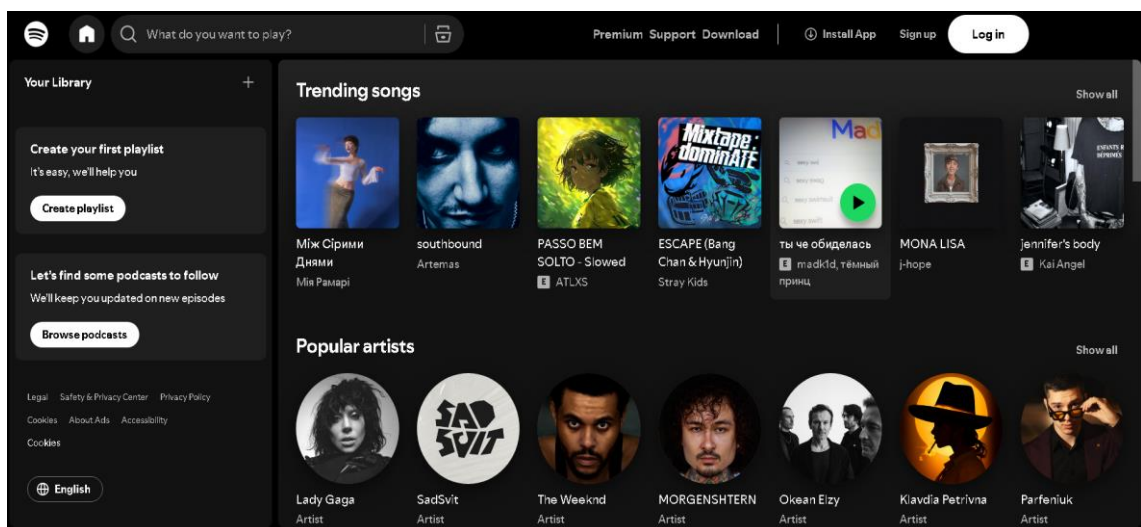 What do you want to play?
Premium Support Download
Install App
Sign up
Log in
Your Library
Create your first playlist
It's easy, we'll help you
Create playlist
Let's find some podcasts to follow
We'll keep you updated on new episodes
Browse podcasts
Legal Safety & Privacy Center Privacy Policy
Cookies About Ads Accessibility
Cookies
English
Trending songs
Show all
Mixtape:
dominATE
Mad
ENFANTS R
DÉPRIMÉS
Між Сірими
Днями
Мія Рамарі
southbound
Artemas
PASSO BEM
SOLTO - Slowed
E ATLXS
ESCAPE (Bang
Chan & Hyunjin)
Stray Kids
ты че обиделась
E madk1d, тёмный
принц
MONA LISA
j-hope
jennifer's body
E Kai Angel
Popular artists
Show all
SAD
SVIT
Lady Gaga
Artist
SadSvit
Artist
The Weeknd
Artist
MORGENSHTERN
Artist
Okean Elzy
Artist
Klavdia Petrivna
Artist
Parfeniuk
Artist